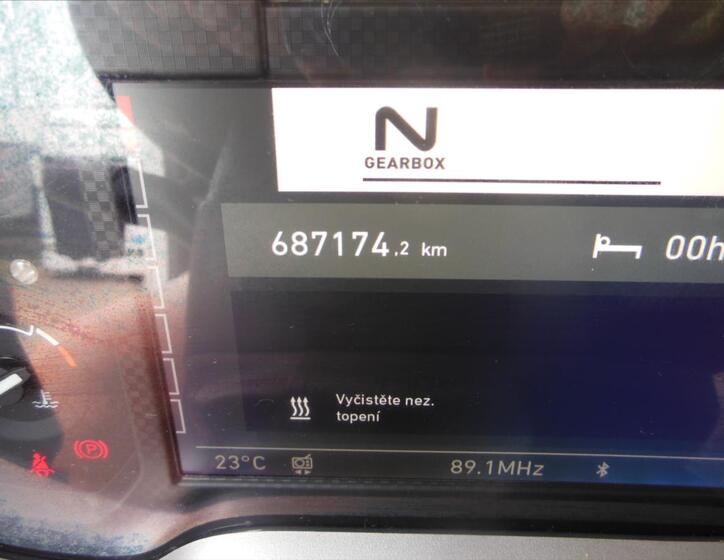 N
GEARBOX
687174,2 km
00h
Vyčistěte nez.
topení
23°C
89.1MHz